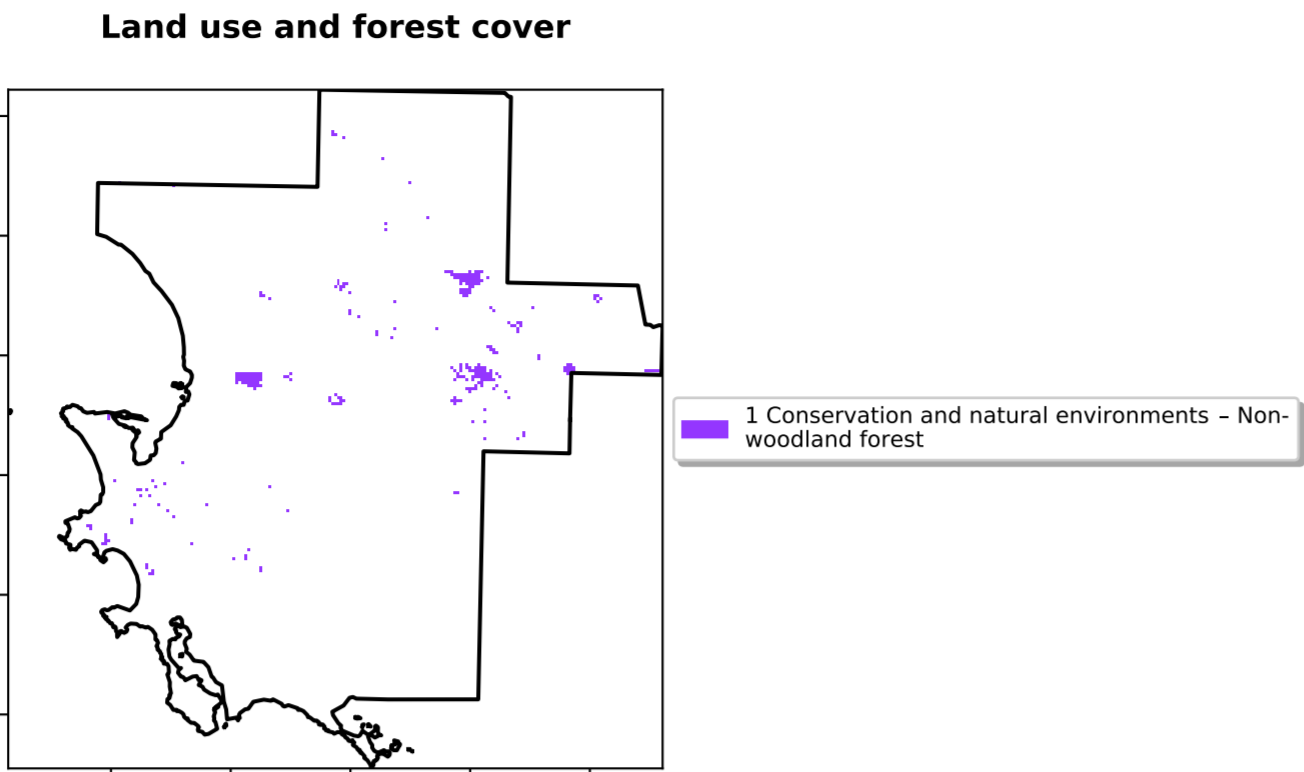 Land use and forest cover
1 Conservation and natural environments – Non-
woodland forest